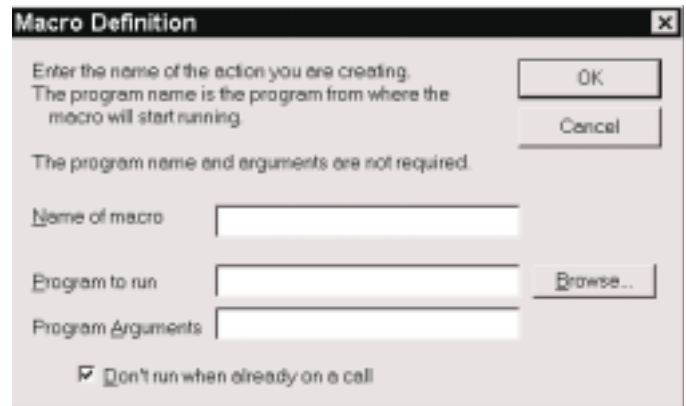 Macro Definition
Enter the name of the action you are creating.
The program name is the program from where the
macro will start running.
The program name and arguments are not required.
OK
Cancel
Name of macro
Program to run
Browse...
Program Arguments
Don't run when already on a call